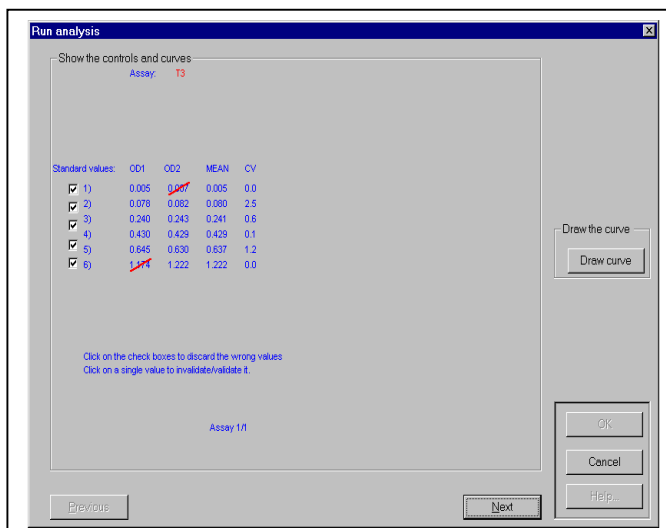 Run analysis
Show the controls and curves
Assay: T3
Standard values: OD1 OD2 MEAN CV
1) 0.005 0.007 0.005 0.0
2) 0.078 0.082 0.080 2.5
3) 0.240 0.243 0.241 0.6
4) 0.430 0.429 0.429 0.1
5) 0.645 0.630 0.637 1.2
6) 1.174 1.222 1.222 0.0
Draw the curve
Draw curve
Click on the check boxes to discard the wrong values
Click on a single value to invalidate/validate it.
Assay 1/1
OK
Cancel
Help...
Previous
Next